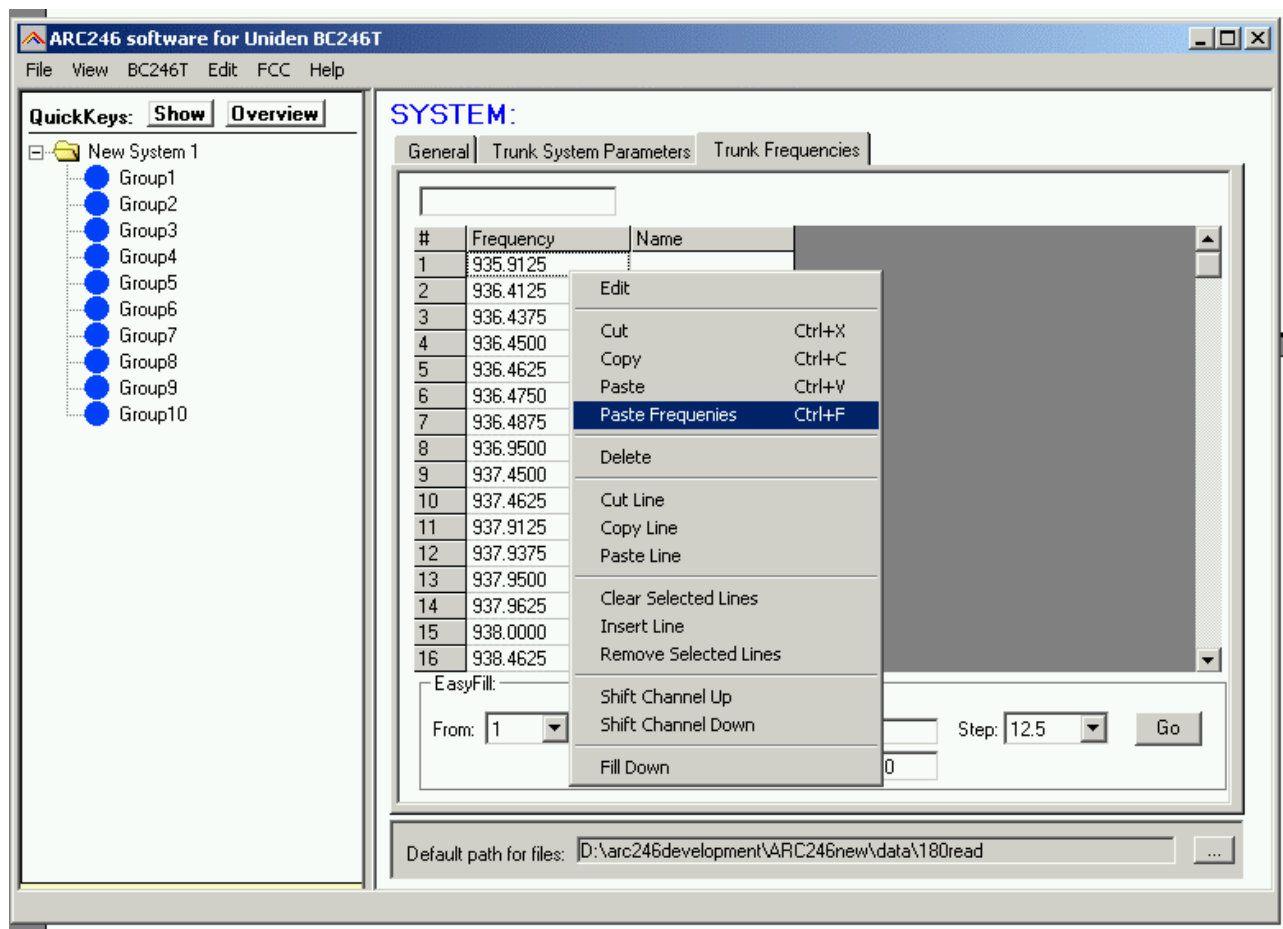 ARC246 software for Uniden BC246T
File View BC246T Edit FCC Help
QuickKeys: Show Overview
New System 1
Group1
Group2
Group3
Group4
Group5
Group6
Group7
Group8
Group9
Group10
SYSTEM:
General Trunk System Parameters Trunk Frequencies
# Frequency Name
1 935.9125
2 936.4125
3 936.4375
4 936.4500
5 936.4625
6 936.4750
7 936.4875
8 936.9500
9 937.4500
10 937.4625
11 937.9125
12 937.9375
13 937.9500
14 937.9625
15 938.0000
16 938.4625
Edit
Cut Ctrl+X
Copy Ctrl+C
Paste Ctrl+V
Paste Frequenies Ctrl+F
Delete
Cut Line
Copy Line
Paste Line
Clear Selected Lines
Insert Line
Remove Selected Lines
Shift Channel Up
Shift Channel Down
Fill Down
EasyFill:
From: 1 Step: 12.5 Go
0
Default path for files: D:\arc246development\ARC246new\data\180read ...